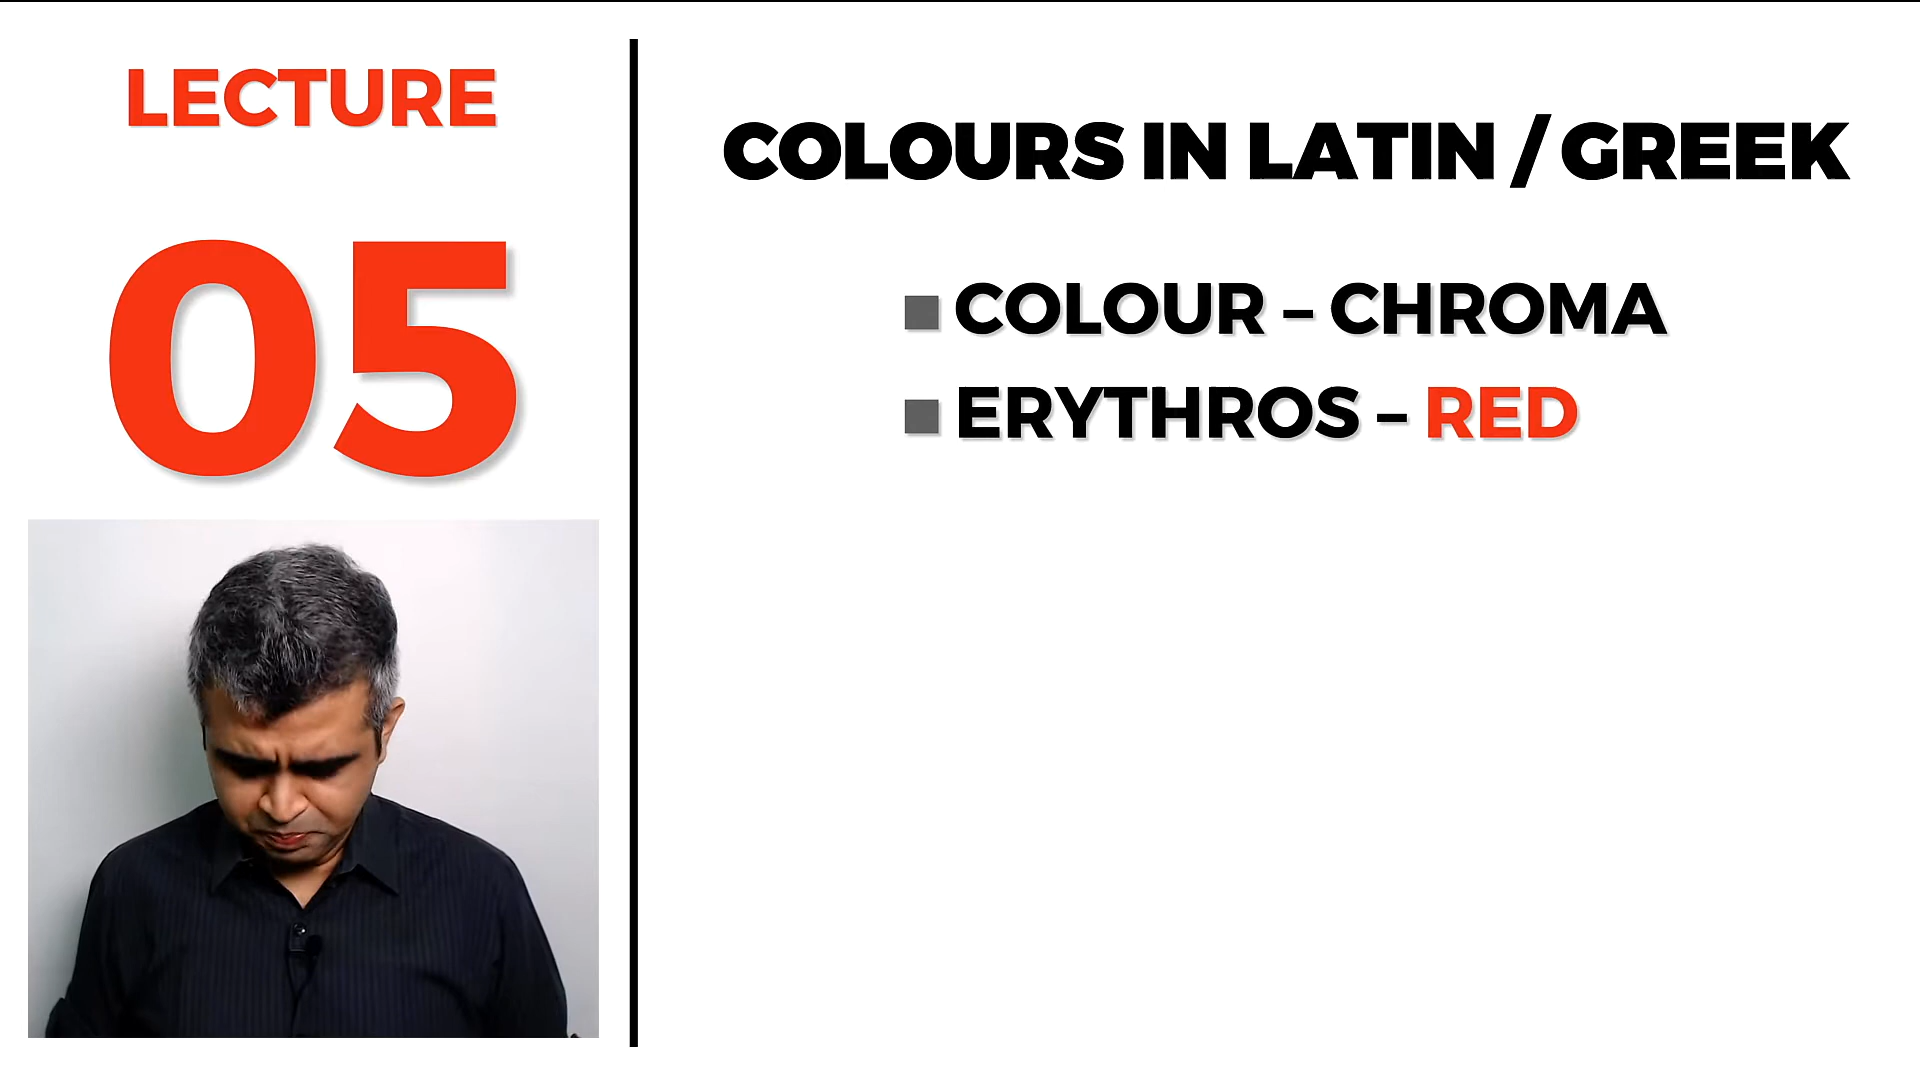 LECTURE
05
COLOURS IN LATIN / GREEK
COLOUR – CHROMA
ERYTHROS – RED